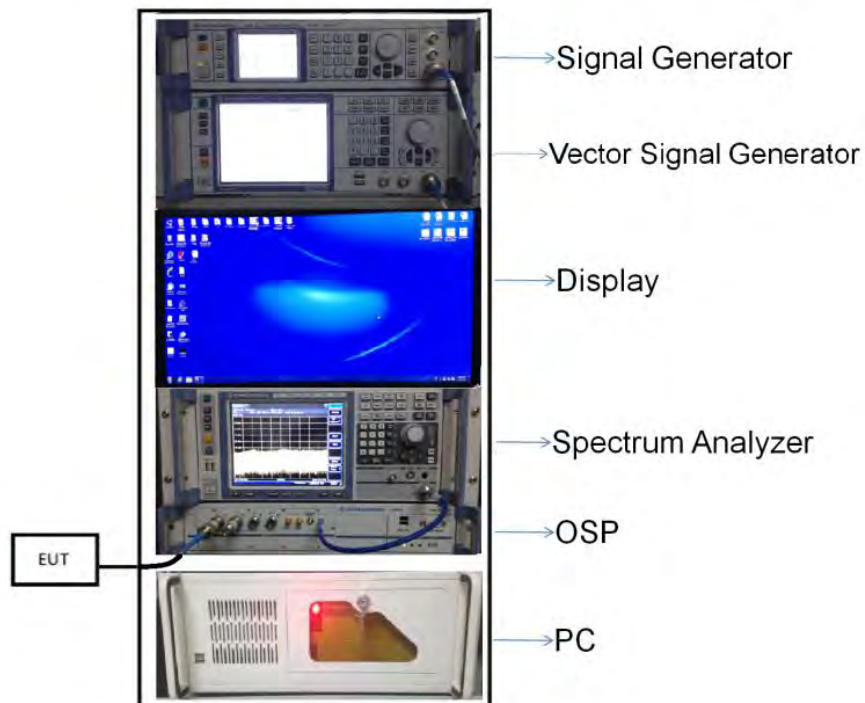 Signal Generator
Vector Signal Generator
Display
Spectrum Analyzer
OSP
EUT
PC